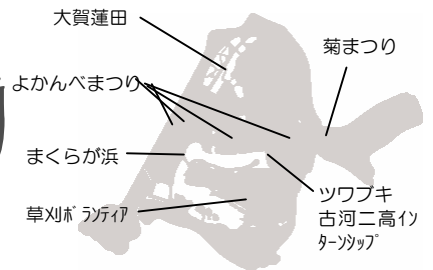 大賀蓮田
菊まつり
よかんべまつり
まくらが浜
草刈ﾎﾞﾗﾝﾃｨｱ
ツワブキ
古河二高ｲﾝ
ﾀｰﾝｼｯﾌﾟ